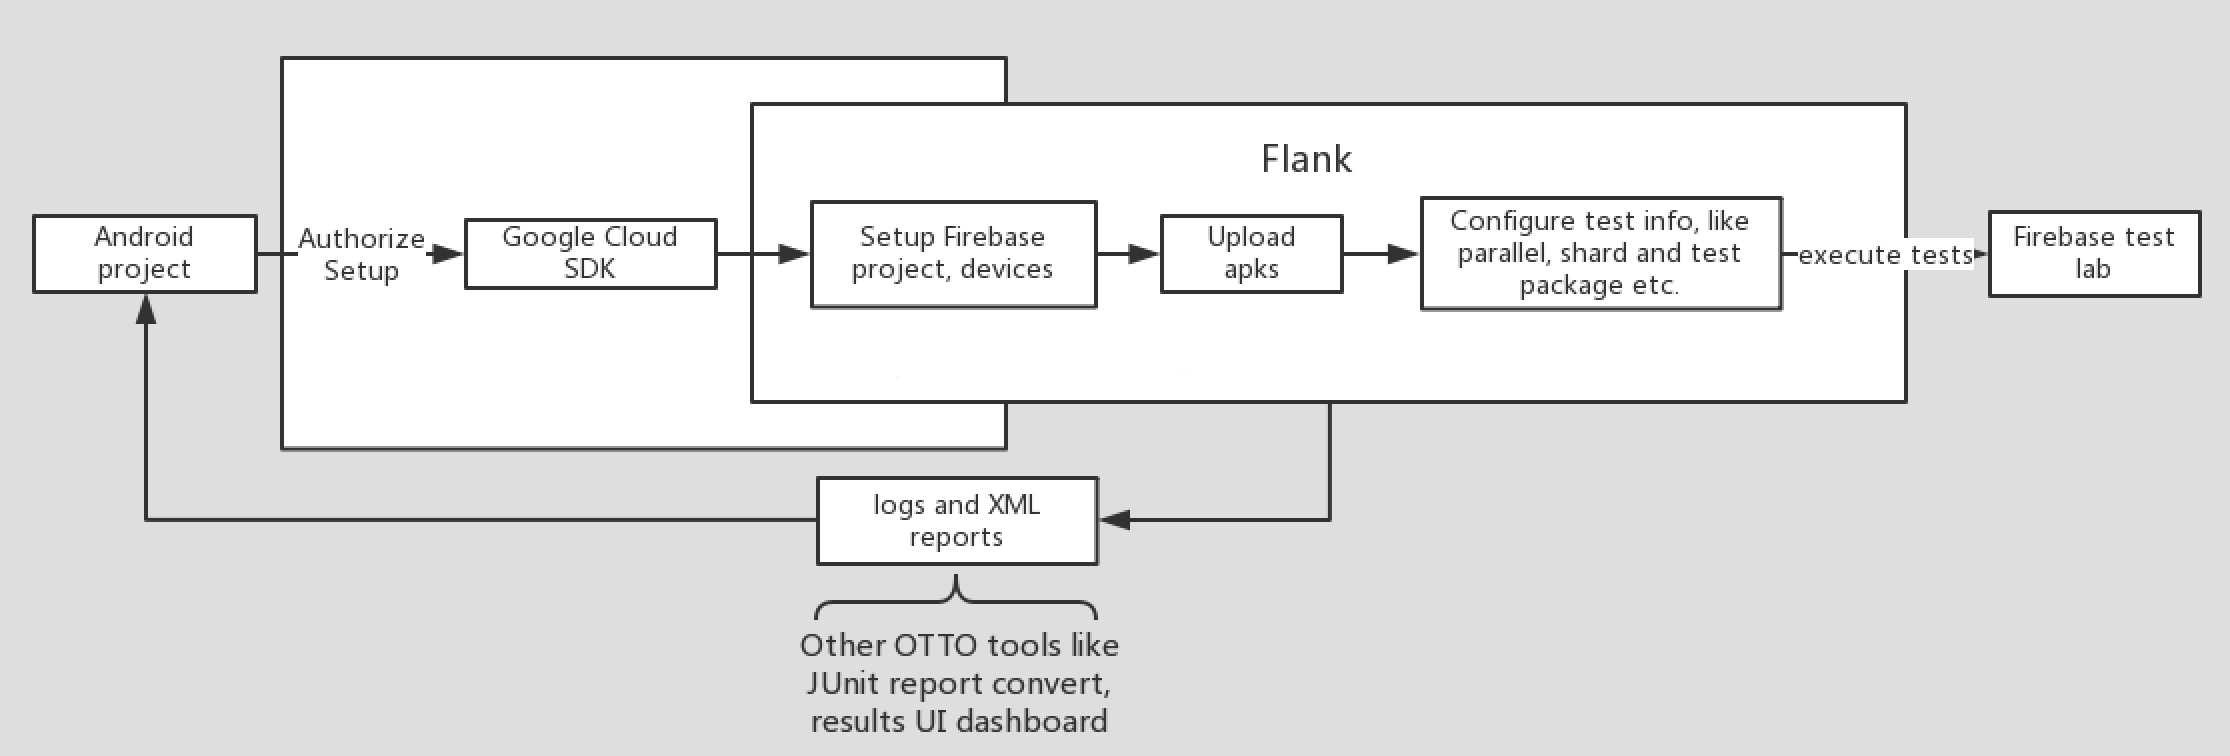 Flank
Android
project
Authorize
Setup
Google Cloud
SDK
Setup Firebase
project, devices
Upload
apks
Configure test info, like
parallel, shard and test
package etc.
execute tests
Firebase test
lab
logs and XML
reports
Other OTTO tools like
JUnit report convert,
results UI dashboard